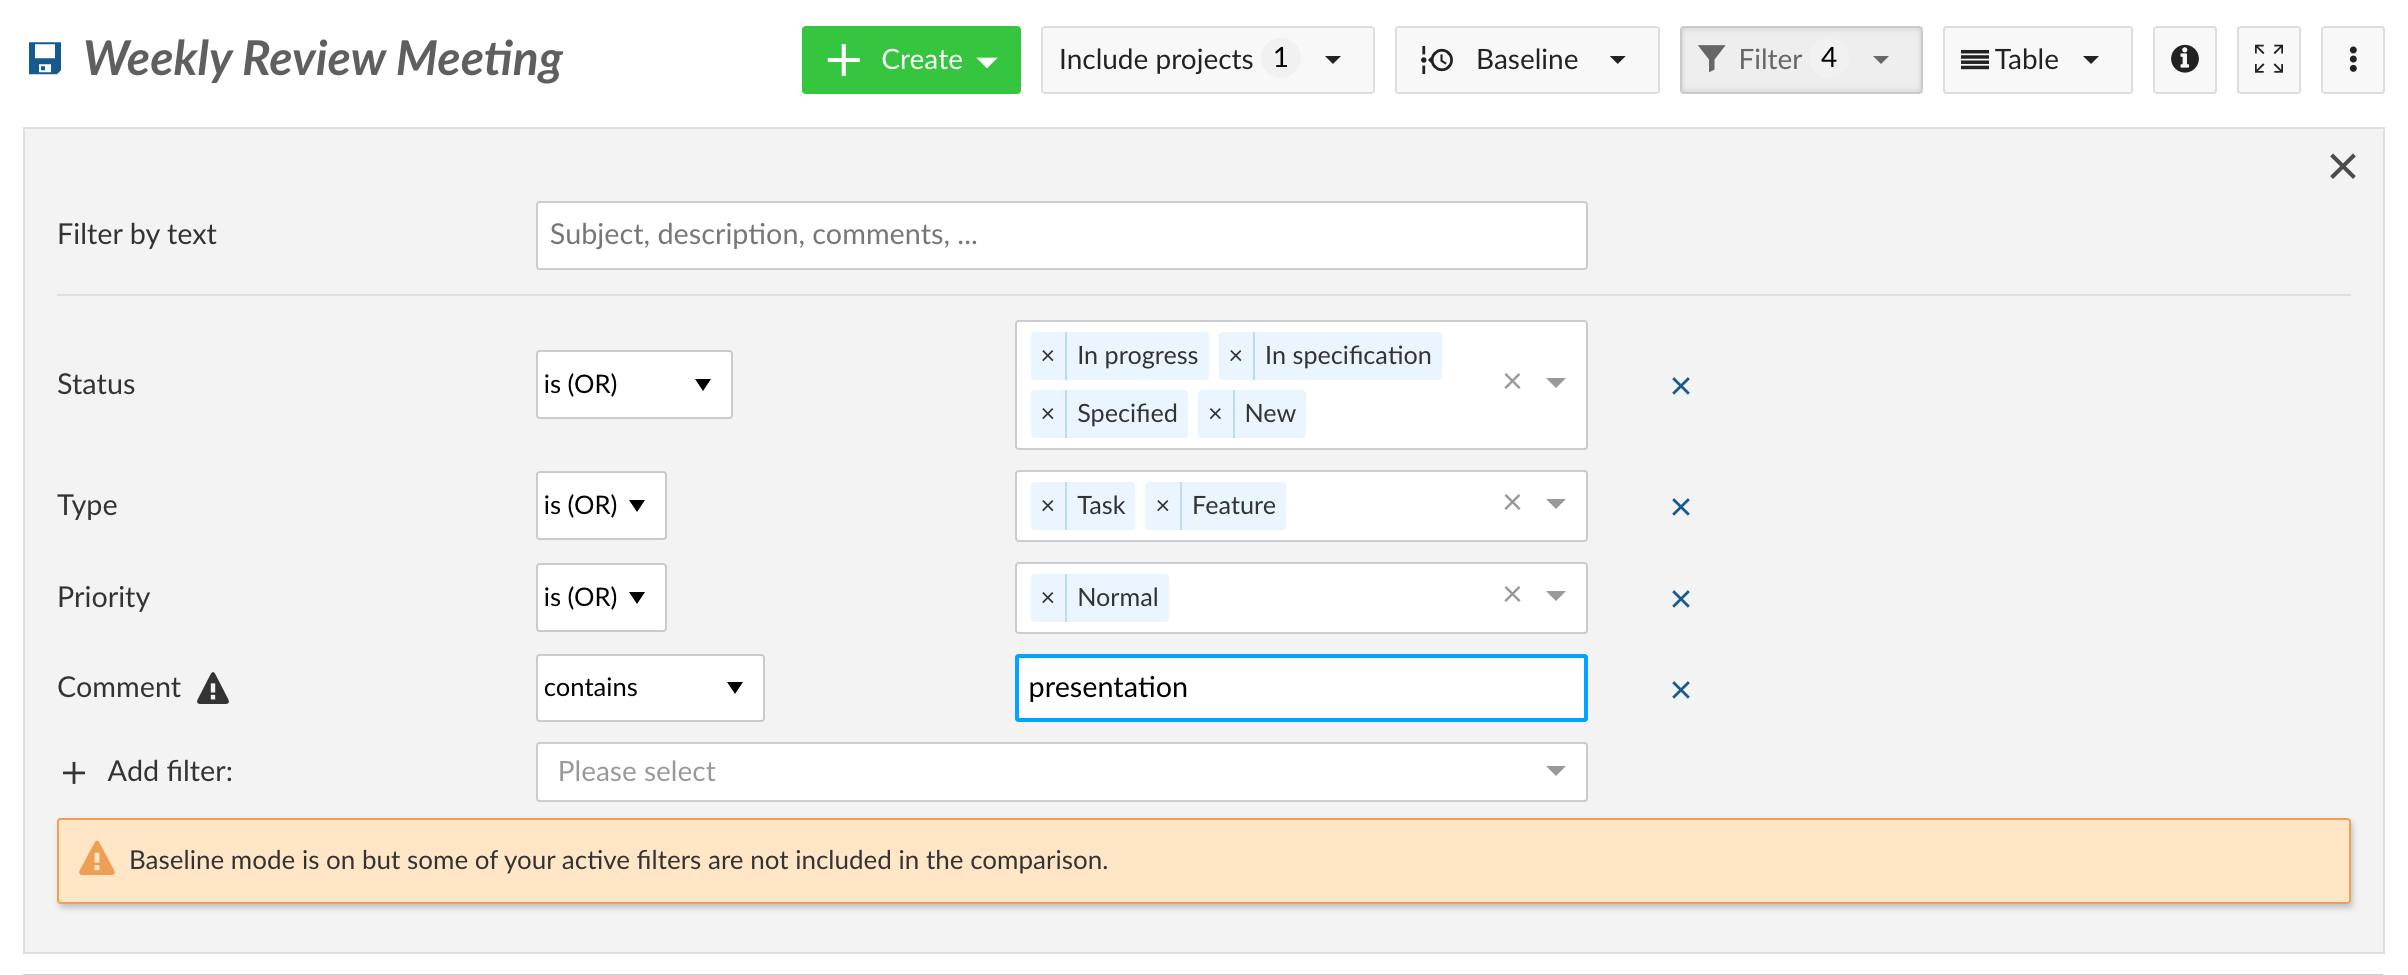 Weekly Review Meeting
Create
Include projects 1
Baseline
Filter 4
Table
Filter by text
Subject, description, comments, ...
Status
is (OR)
In progress
In specification
Specified
New
Type
is (OR)
Task
Feature
Priority
is (OR)
Normal
Comment
contains
presentation
Add filter:
Please select
Baseline mode is on but some of your active filters are not included in the comparison.